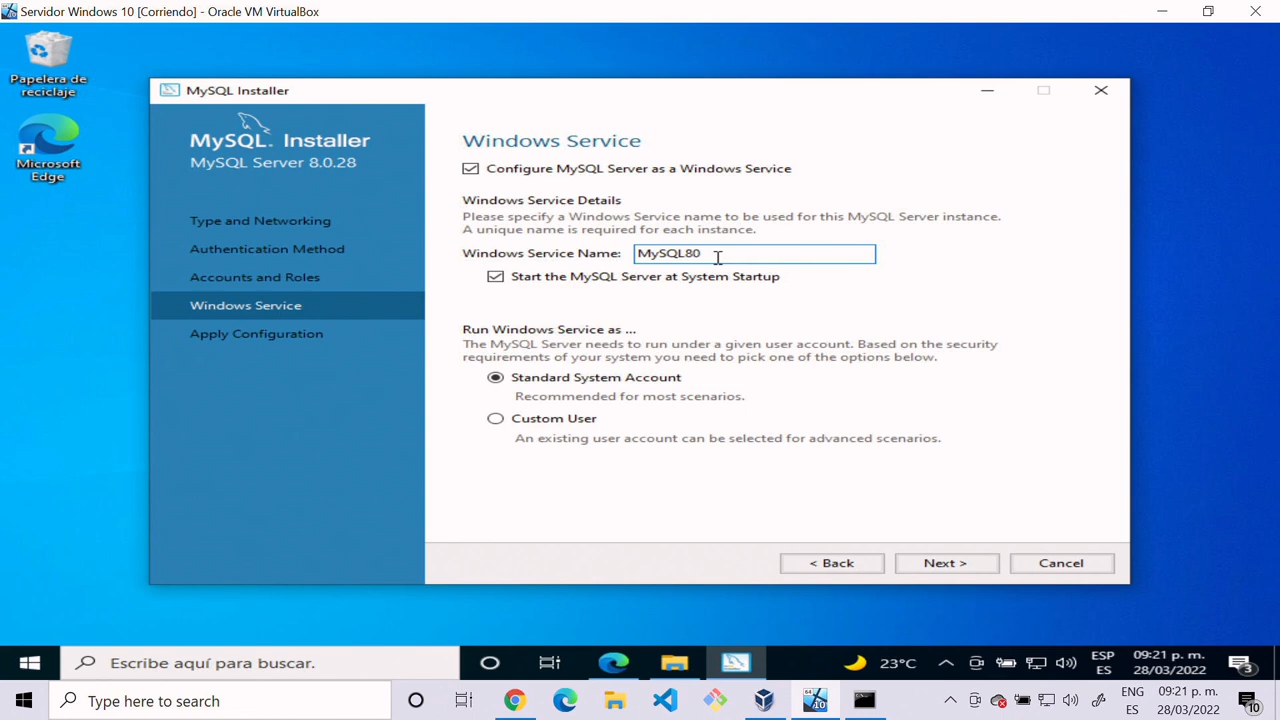 Servidor Windows 10 [Corriendo] - Oracle VM VirtualBox
Papelera de
reciclaje
Microsoft
Edge
MySQL Installer
MySQL. Installer
MySQL Server 8.0.28
Type and Networking
Authentication Method
Accounts and Roles
Windows Service
Apply Configuration
Windows Service
Configure MySQL Server as a Windows Service
Windows Service Details
Please specify a Windows Service name to be used for this MySQL Server instance.
A unique name is required for each instance.
Windows Service Name: MySQL80
Start the MySQL Server at System Startup
Run Windows Service as ...
The MySQL Server needs to run under a given user account. Based on the security
requirements of your system you need to pick one of the options below.
Standard System Account
Recommended for most scenarios.
Custom User
An existing user account can be selected for advanced scenarios.
< Back
Next >
Cancel
Escribe aquí para buscar.
23°C
ESP
ES
09:21 p. m.
28/03/2022
3
Type here to search
10
ENG
ES
09:21 p. m.
28/03/2022
10